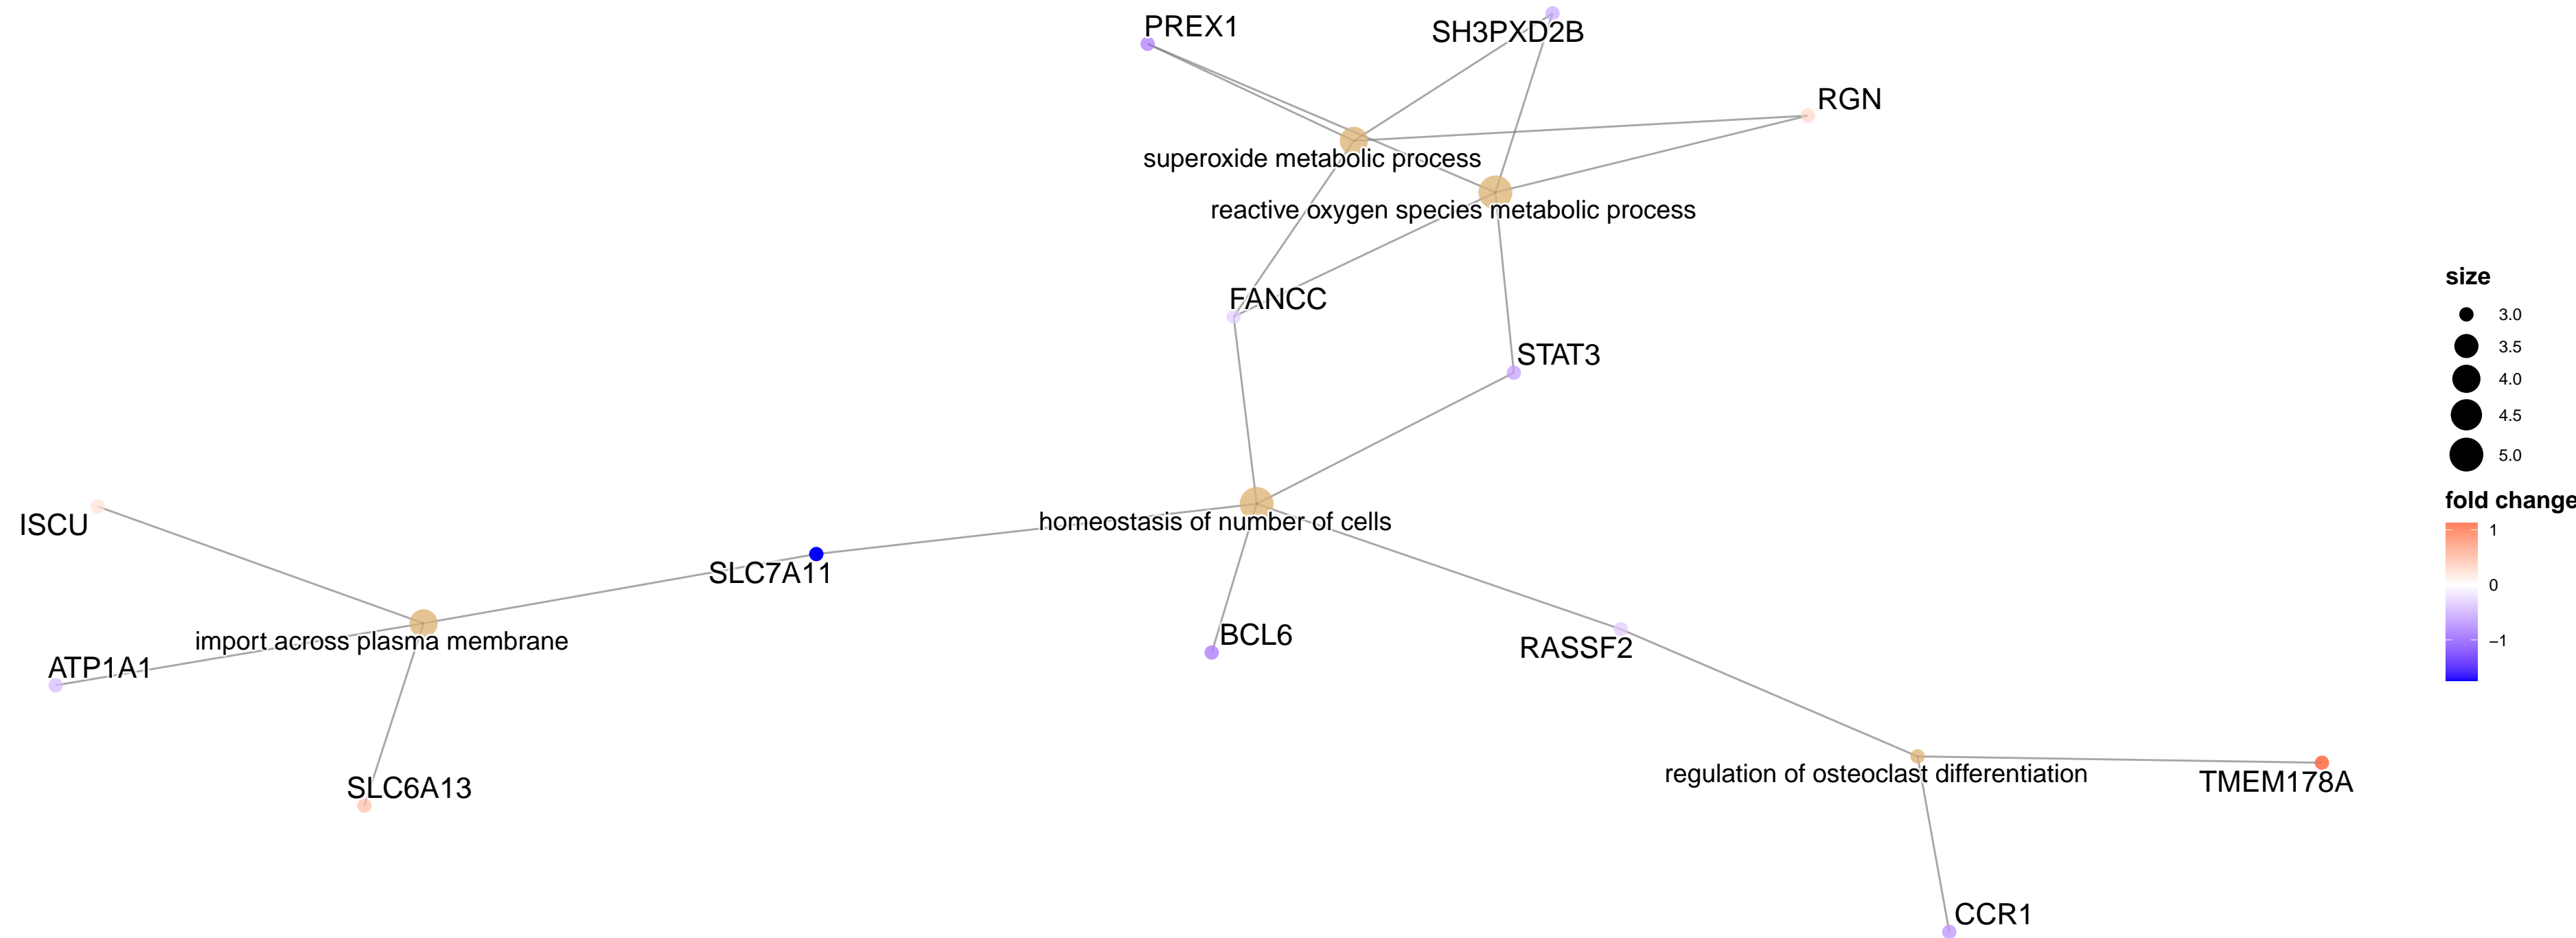 PREX1
SH3PXD2B
RGN
superoxide metabolic process
reactive oxygen species metabolic process
FANCC
STAT3
homeostasis of number of cells
ISCU
SLC7A11
import across plasma membrane
ATP1A1
BCL6
RASSF2
SLC6A13
regulation of osteoclast differentiation
TMEM178A
CCR1
size
3.0
3.5
4.0
4.5
5.0
fold change
1
0
−1